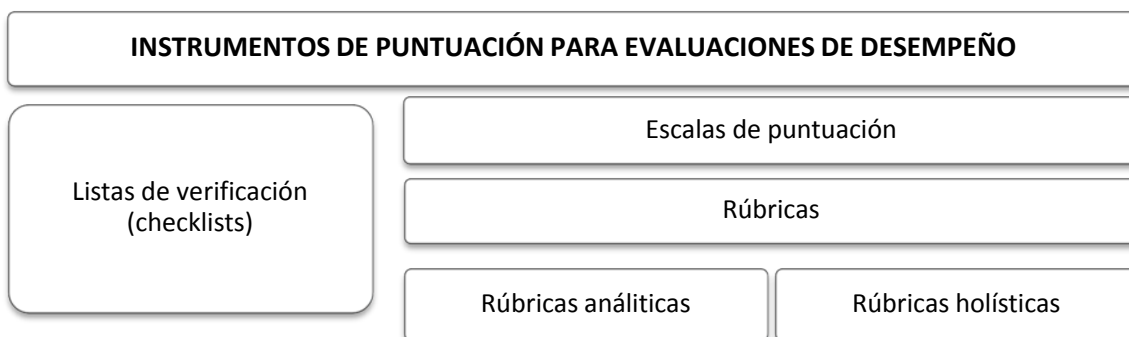 INSTRUMENTOS DE PUNTUACIÓN PARA EVALUACIONES DE DESEMPEÑO
Listas de verificación
(checklists)
Escalas de puntuación
Rúbricas
Rúbricas análiticas
Rúbricas holísticas